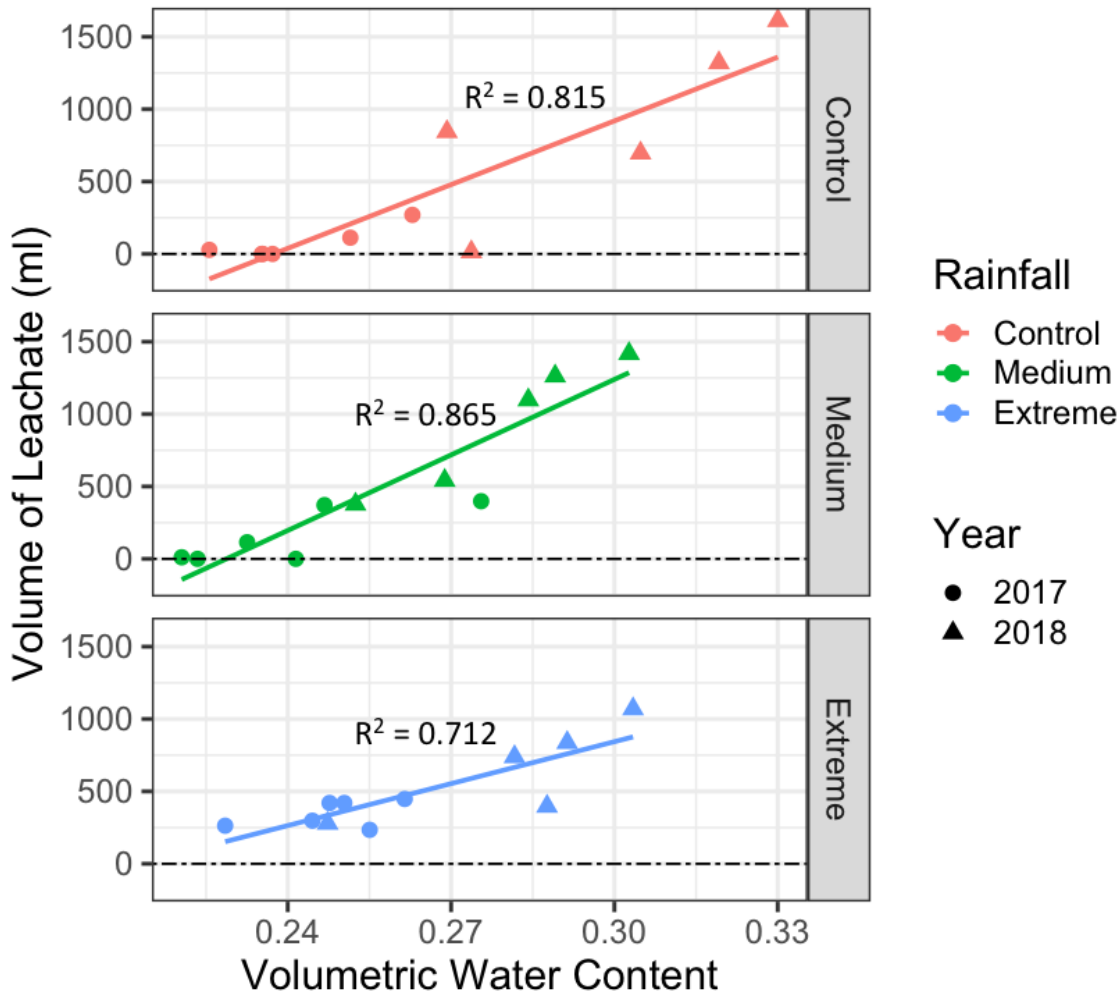 Volume of Leachate (ml)
1500
1000
500
0
R² = 0.815
Control
1500
1000
500
0
R² = 0.865
Medium
1500
1000
500
0
R² = 0.712
Extreme
0.24 0.27 0.30 0.33
Volumetric Water Content
Rainfall
Control
Medium
Extreme
Year
2017
2018